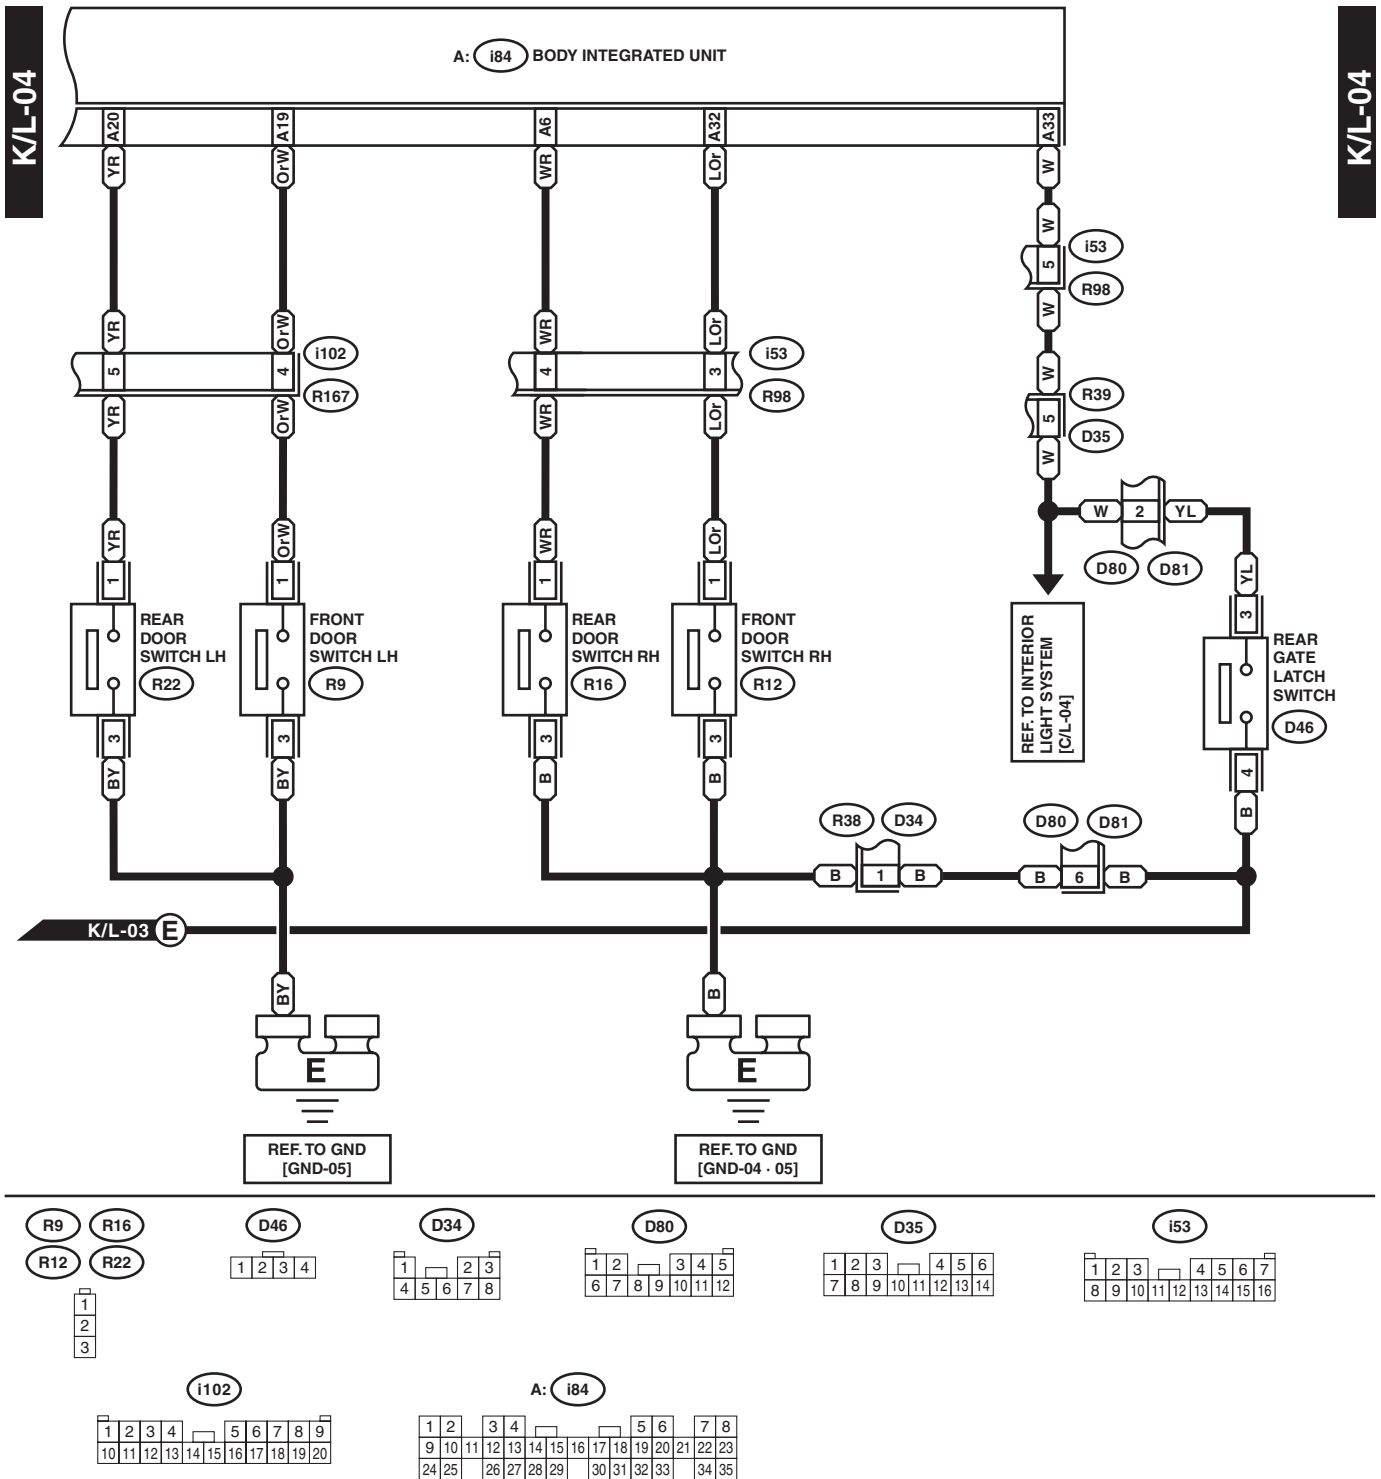 K/L-04
K/L-04
A: i84 BODY INTEGRATED UNIT
A20 A19 A6 A32 A33
YR OrW WR LOr W
W
5 i53
R98
W
YR OrW WR LOr W
5 4 i102
R167
4 3 i53
R98
R39
5 D35
YR OrW WR LOr W
W 2 YL
D80 D81
YR OrW WR LOr YL
1 1 1 1 3
REAR
DOOR
SWITCH LH
R22
FRONT
DOOR
SWITCH LH
R9
REAR
DOOR
SWITCH RH
R16
FRONT
DOOR
SWITCH RH
R12
REF. TO INTERIOR
LIGHT SYSTEM
[C/L-04]
REAR
GATE
LATCH
SWITCH
D46
3 3 3 3 4
BY BY B B B
R38 D34 D80 D81
B 1 B B 6 B
K/L-03 E
BY B
E E
REF. TO GND
[GND-05]
REF. TO GND
[GND-04 · 05]
R9 R16
R12 R22
1
2
3
D46
1 2 3 4
D34
1 2 3
4 5 6 7 8
D80
1 2 3 4 5
6 7 8 9 10 11 12
D35
1 2 3 4 5 6
7 8 9 10 11 12 13 14
i53
1 2 3 4 5 6 7
8 9 10 11 12 13 14 15 16
i102
1 2 3 4 5 6 7 8 9
10 11 12 13 14 15 16 17 18 19 20
A: i84
1 2 3 4 5 6 7 8
9 10 11 12 13 14 15 16 17 18 19 20 21 22 23
24 25 26 27 28 29 30 31 32 33 34 35